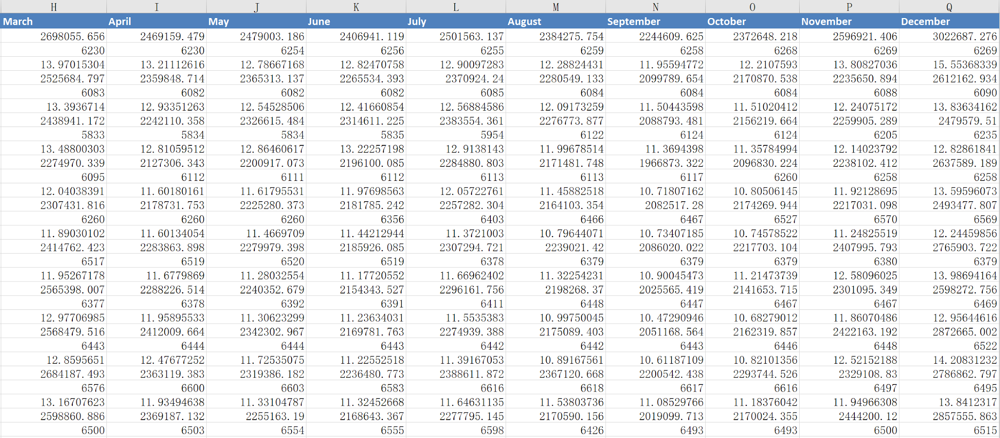 H I J K L M N O P Q
March April May June July August September October November December
2698055.656 2469159.479 2479003.186 2406941.119 2501563.137 2384275.754 2244609.625 2372648.218 2596921.406 3022687.276
6230 6230 6254 6256 6255 6259 6258 6268 6269 6269
13.97015304 13.21112616 12.78667168 12.82470758 12.90097283 12.28824431 11.95594772 12.2107593 13.80827036 15.55368339
2525684.797 2359848.714 2365313.137 2265534.393 2370924.24 2280549.133 2099789.654 2170870.538 2235650.894 2612162.934
6083 6082 6082 6082 6085 6084 6084 6084 6088 6090
13.3936714 12.93351263 12.54528506 12.41660854 12.56884586 12.09173259 11.50443598 11.51020412 12.24075172 13.83634162
2438941.172 2242110.358 2326615.484 2314611.225 2383554.361 2276773.877 2088793.481 2156219.664 2259905.289 2479579.51
5833 5834 5834 5835 5954 6122 6124 6124 6205 6235
13.48800303 12.81059512 12.86460617 13.22257198 12.9138143 11.99678514 11.3694398 11.35784994 12.14023792 12.82861841
2274970.339 2127306.343 2200917.073 2196100.085 2284880.803 2171481.748 1966873.322 2096830.224 2238102.412 2637589.189
6095 6112 6111 6112 6113 6113 6117 6260 6258 6258
12.04038391 11.60180161 11.61795531 11.97698563 12.05722761 11.45882518 10.71807162 10.80506145 11.92128695 13.59596073
2307431.816 2178731.753 2225280.373 2181785.242 2257282.304 2164103.354 2082517.28 2174269.944 2217031.098 2493477.807
6260 6260 6260 6356 6403 6466 6467 6527 6570 6569
11.89030102 11.60134054 11.4669709 11.44212944 11.3721003 10.79644071 10.73407185 10.74578522 11.24825519 12.24459856
2414762.423 2283863.898 2279979.398 2185926.085 2307294.721 2239021.42 2086020.022 2217703.104 2407995.793 2765903.722
6517 6519 6520 6519 6378 6379 6379 6379 6380 6379
11.95267178 11.6779869 11.28032554 11.17720552 11.66962402 11.32254231 10.90045473 11.21473739 12.58096025 13.98694164
2565398.007 2288226.514 2240352.679 2154343.527 2296161.756 2198268.37 2025565.419 2141653.715 2301095.349 2598272.756
6377 6378 6392 6391 6411 6448 6447 6467 6467 6469
12.97706985 11.95895533 11.30623299 11.23634031 11.5535383 10.99750045 10.47290946 10.68279012 11.86070486 12.95644616
2568479.516 2412009.664 2342302.967 2169781.763 2274939.388 2175089.403 2051168.564 2162319.857 2422163.192 2872665.002
6443 6444 6444 6443 6442 6442 6443 6446 6448 6522
12.8595651 12.47677252 11.72535075 11.22552518 11.39167053 10.89167561 10.61187109 10.82101356 12.52152188 14.20831232
2684187.493 2363119.383 2319386.182 2236480.773 2388611.872 2367120.668 2200542.438 2293744.526 2329108.83 2786862.797
6576 6600 6603 6583 6616 6618 6617 6616 6497 6495
13.16707623 11.93494638 11.33104787 11.32452668 11.64631135 11.53803736 11.08529766 11.18376042 11.94966308 13.8412317
2598860.886 2369187.132 2255163.19 2168643.367 2277795.145 2170590.156 2019099.713 2170024.355 2444200.12 2857555.863
6500 6503 6554 6555 6598 6426 6493 6493 6500 6515